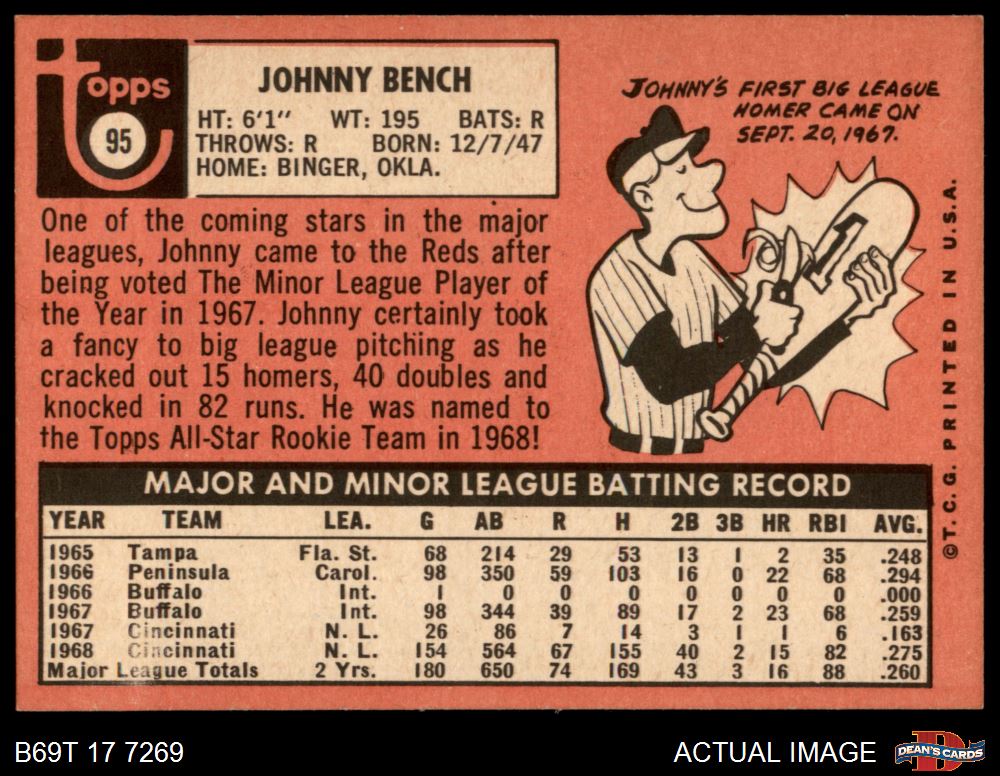 Topps
95
JOHNNY BENCH
HT: 6'1" WT: 195 BATS: R
THROWS: R BORN: 12/7/47
HOME: BINGER, OKLA.
JOHNNY'S FIRST BIG LEAGUE
HOMER CAME ON
SEPT. 20, 1967.
1
One of the coming stars in the major
leagues, Johnny came to the Reds after
being voted The Minor League Player of
the Year in 1967. Johnny certainly took
a fancy to big league pitching as he
cracked out 15 homers, 40 doubles and
knocked in 82 runs. He was named to
the Topps All-Star Rookie Team in 1968!
©T. C. G. PRINTED IN U.S.A.
MAJOR AND MINOR LEAGUE BATTING RECORD
YEAR TEAM LEA. G AB R H 2B 3B HR RBI AVG.
1965 Tampa Fla. St. 68 214 29 53 13 1 2 35 .248
1966 Peninsula Carol. 98 350 59 103 16 0 22 68 .294
1966 Buffalo Int. 1 0 0 0 0 0 0 0 .000
1967 Buffalo Int. 98 344 39 89 17 2 23 68 .259
1967 Cincinnati N. L. 26 86 7 14 3 1 1 6 .163
1968 Cincinnati N. L. 154 564 67 155 40 2 15 82 .275
Major League Totals 2 Yrs. 180 650 74 169 43 3 16 88 .260
B69T 17 7269
ACTUAL IMAGE
D
DEAN'S CARDS